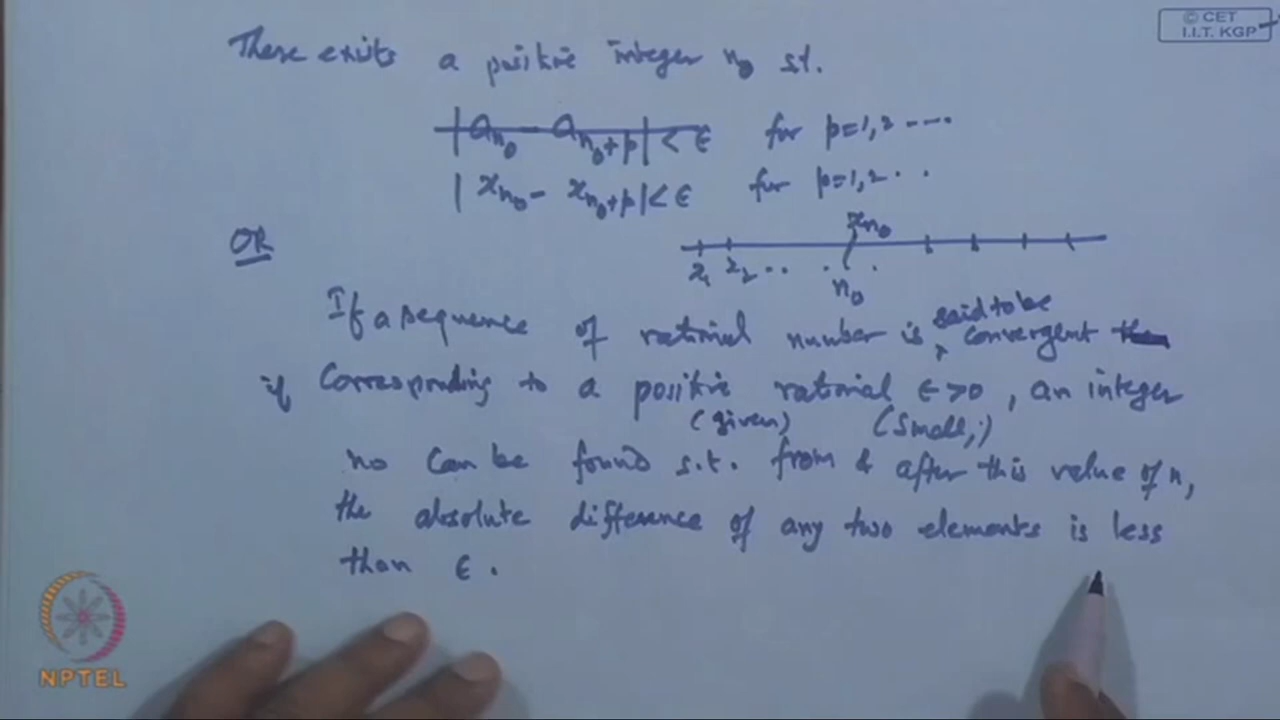 © CET
I.I.T. KGP
There exists a positive integer n₀ s.t.
|a_{n₀} - a_{n₀+p}| < ε for p=1,2 ----
|x_{n₀} - x_{n₀+p}| < ε for p=1,2 . . .
x_{n₀}
OR
x₁ x₂ .. . n₀ .
said to be
If a sequence of rational number is ‸ convergent
if Corresponding to a positive rational ε>0, an integer
(given) (small,)
n₀ can be found s.t. from & after this value of n,
the absolute difference of any two elements is less
than ε.
NPTEL